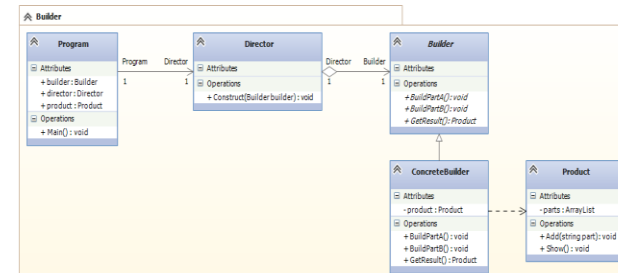 Builder
Program
Attributes
+ builder : Builder
+ director : Director
+ product : Product
Operations
+ Main() : void
Program
Director
1
1
Director
Attributes
Operations
+ Construct(Builder builder) : void
Director
Builder
1
1
Builder
Attributes
Operations
+ BuildPartA() : void
+ BuildPartB() : void
+ GetResult() : Product
ConcreteBuilder
Attributes
- product : Product
Operations
+ BuildPartA() : void
+ BuildPartB() : void
+ GetResult() : Product
Product
Attributes
- parts : ArrayList
Operations
+ Add(string part) : void
+ Show() : void